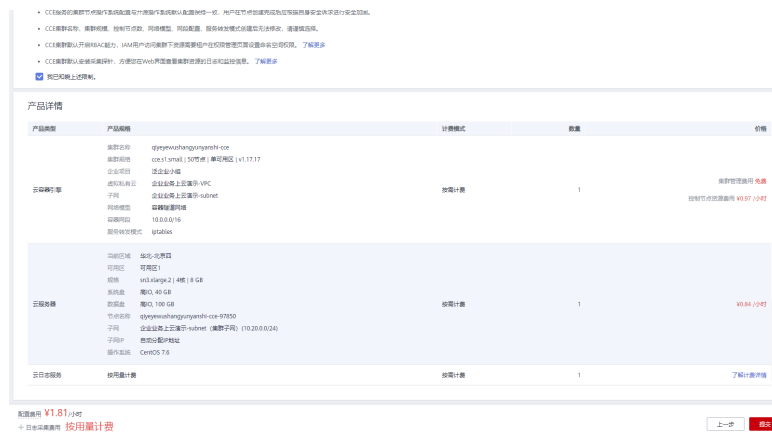 • CCE服务的集群节点操作系统配置与开源操作系统默认配置保持一致，用户在节点创建完成后应根据自身安全诉求进行安全加固。
• CCE集群名称、集群规模、控制节点数、网络模型、网段配置、服务转发模式创建后无法修改，请谨慎选择。
• CCE集群默认开启RBAC能力，IAM用户访问集群下资源需要租户在权限管理页面设置命名空间权限。 了解更多
• CCE集群默认安装采集探针，方便您在Web界面查看集群资源的日志和监控信息。 了解更多
我已知晓上述限制。
产品详情
产品类型 产品规格 计费模式 数量 价格
集群名称 qiyeyewushangyunyanshi-cce
集群规格 cce.s1.small | 50节点 | 单可用区 | v1.17.17
企业项目 泛企业小组
虚拟私有云 企业业务上云演示-VPC
云容器引擎 子网 企业业务上云演示-subnet 按需计费 1
集群管理费用 免费
控制节点资源费用 ¥0.97 /小时
网络模型 容器隧道网络
容器网段 10.0.0.0/16
服务转发模式 iptables
当前区域 华北-北京四
可用区 可用区1
规格 sn3.xlarge.2 | 4核 | 8 GB
系统盘 高IO, 40 GB
云服务器 数据盘 高IO, 100 GB 按需计费 1 ¥0.84 /小时
节点名称 qiyeyewushangyunyanshi-cce-97850
子网 企业业务上云演示-subnet（集群子网）(10.20.0.0/24)
子网IP 自动分配IP地址
操作系统 CentOS 7.6
云日志服务 按用量计费 按需计费 1 了解计费详情
配置费用 ¥1.81/小时
+ 日志采集费用 按用量计费
上一步 提交